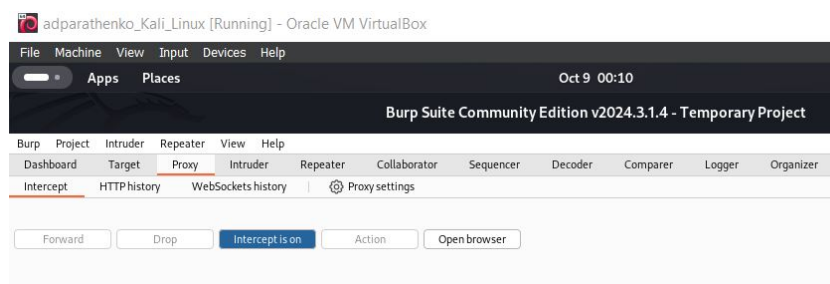 adparathenko_Kali_Linux [Running] - Oracle VM VirtualBox
File Machine View Input Devices Help
Apps Places Oct 9 00:10
Burp Suite Community Edition v2024.3.1.4 - Temporary Project
Burp Project Intruder Repeater View Help
Dashboard Target Proxy Intruder Repeater Collaborator Sequencer Decoder Comparer Logger Organizer
Intercept HTTP history WebSockets history Proxy settings
Forward Drop Intercept is on Action Open browser